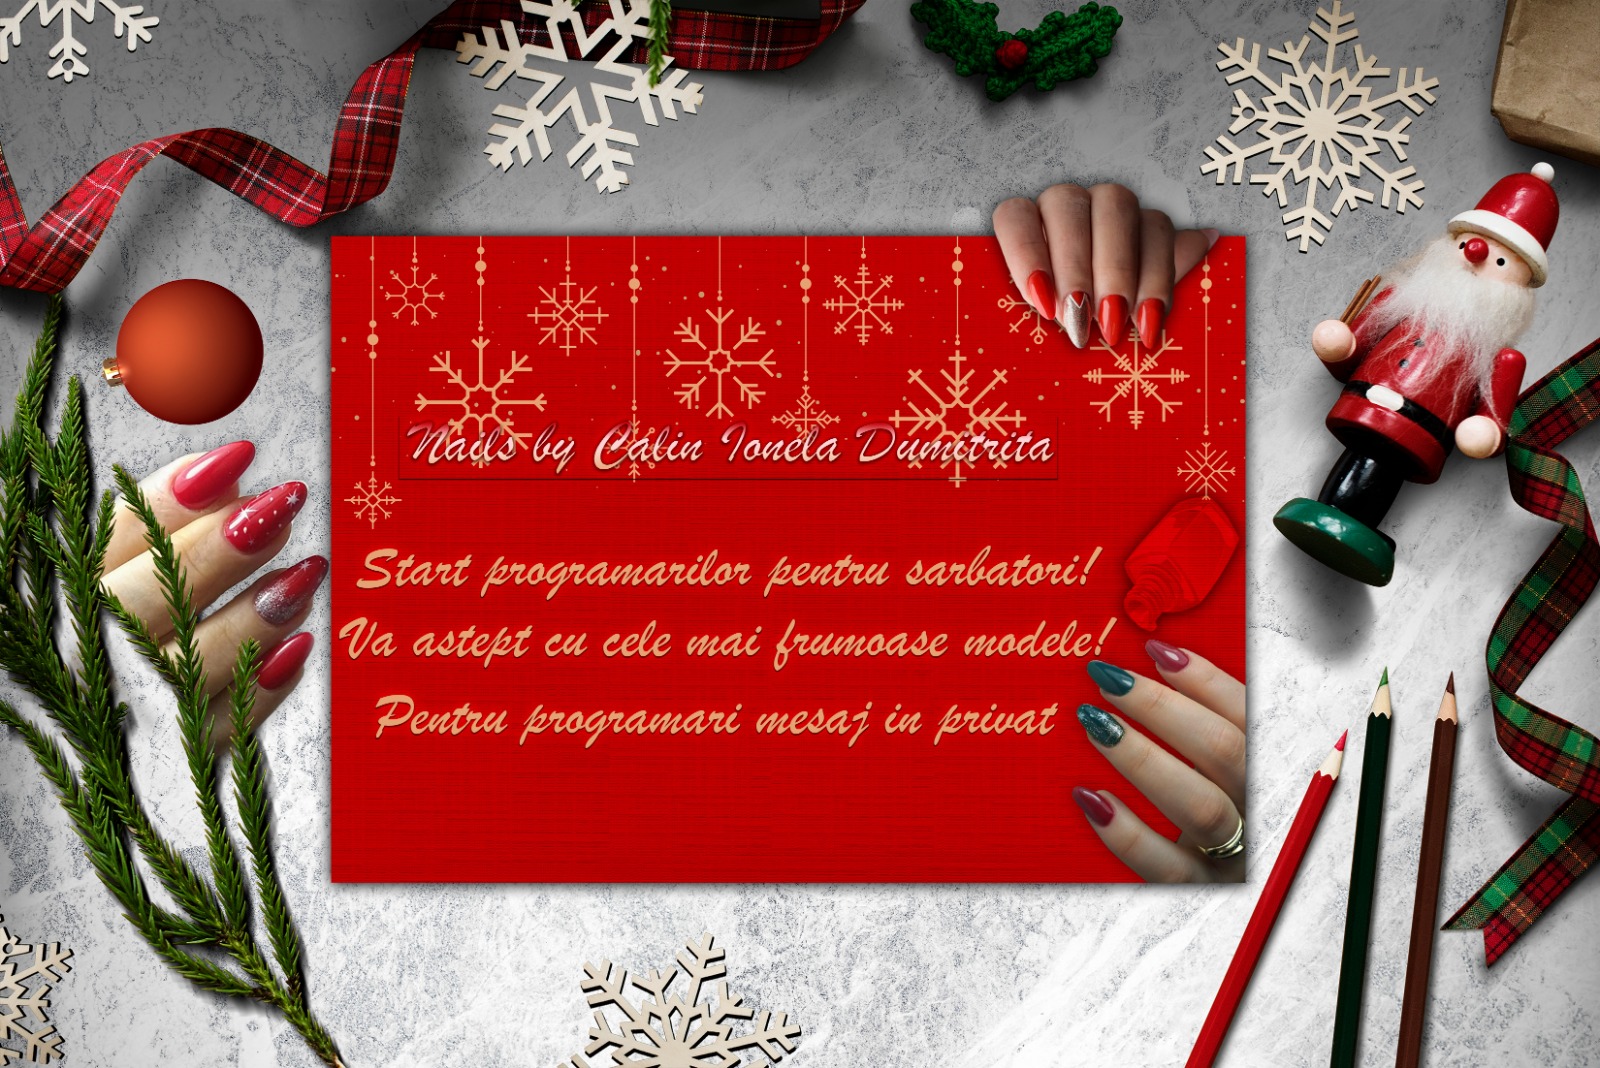 Nails by Calin Ionela Dumitrita
Start programarilor pentru sarbatori!
Va astept cu cele mai frumoase modele!
Pentru programari mesaj in privat